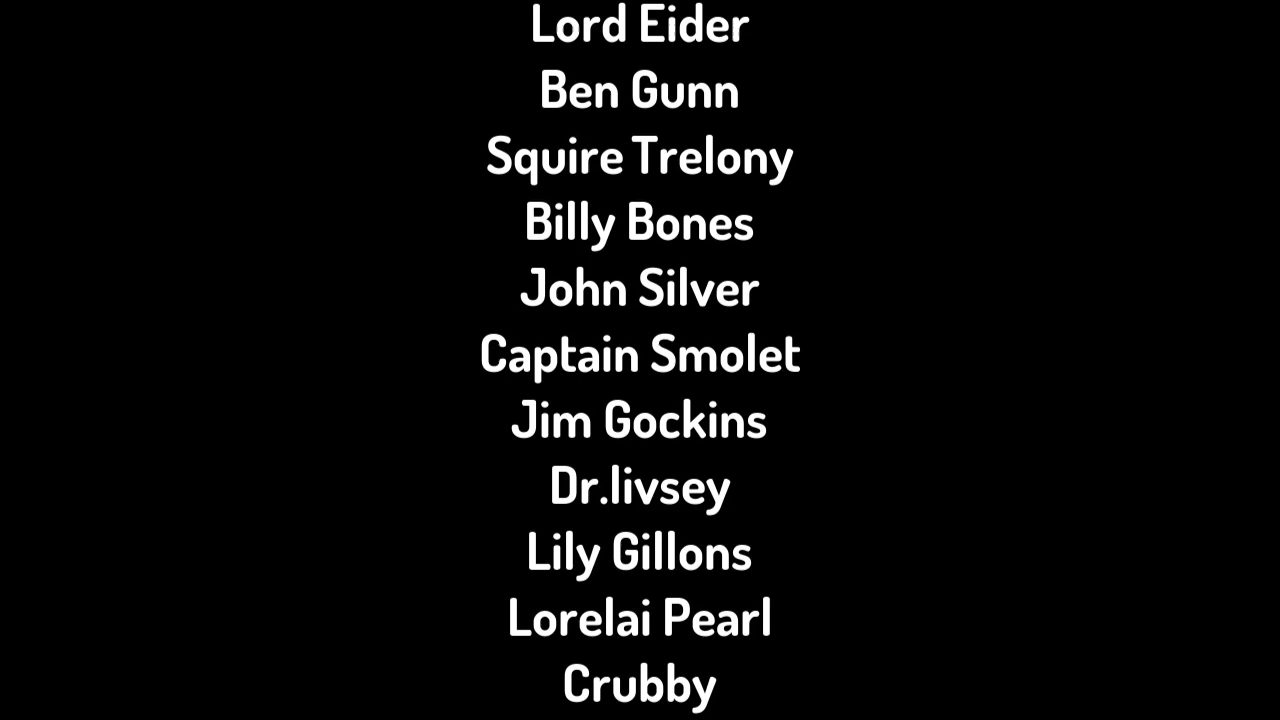 Lord Eider
Ben Gunn
Squire Trelony
Billy Bones
John Silver
Captain Smolet
Jim Gockins
Dr.livsey
Lily Gillons
Lorelai Pearl
Crubby